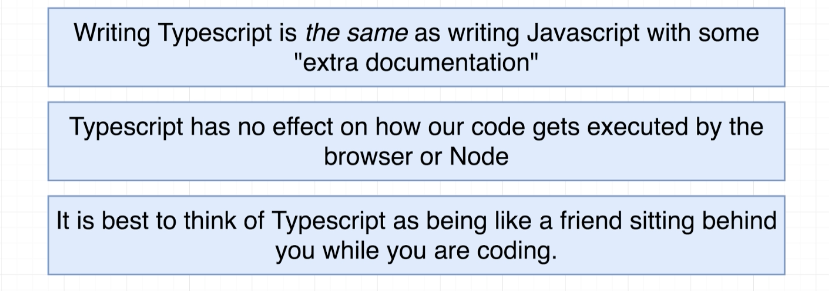 Writing Typescript is the same as writing Javascript with some
"extra documentation"
Typescript has no effect on how our code gets executed by the
browser or Node
It is best to think of Typescript as being like a friend sitting behind
you while you are coding.